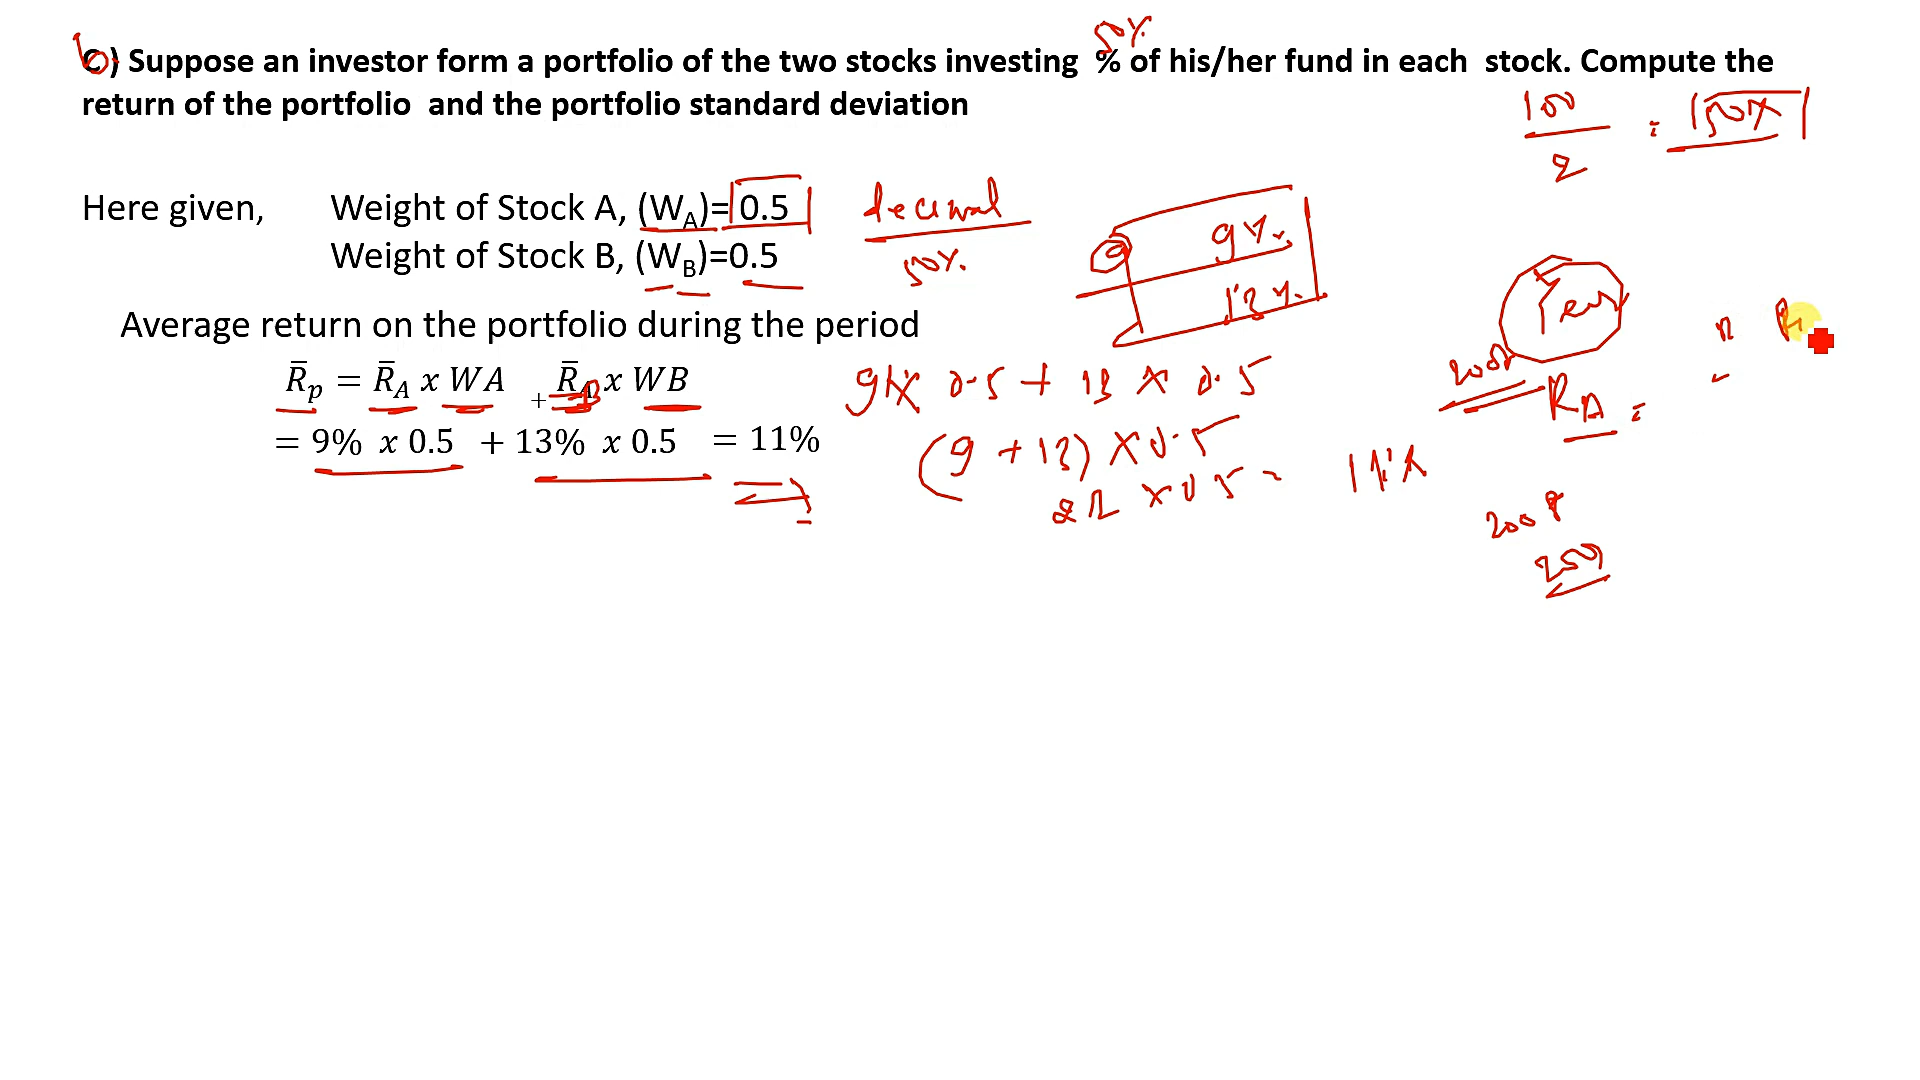 b)
50%
C) Suppose an investor form a portfolio of the two stocks investing % of his/her fund in each stock. Compute the
return of the portfolio and the portfolio standard deviation
100
2
= 50%
Here given, Weight of Stock A, (WA)= 0.5
decimal
50%
Weight of Stock B, (WB)=0.5
9%
13%
Year
Average return on the portfolio during the period
R̄p = R̄A x WA + R̄ x WB
9% x 0.5 + 13 x 0.5
= 9% x 0.5 + 13% x 0.5 = 11%
(9 + 13) x 0.5
22 x 0.5 = 11%
RA =
2008